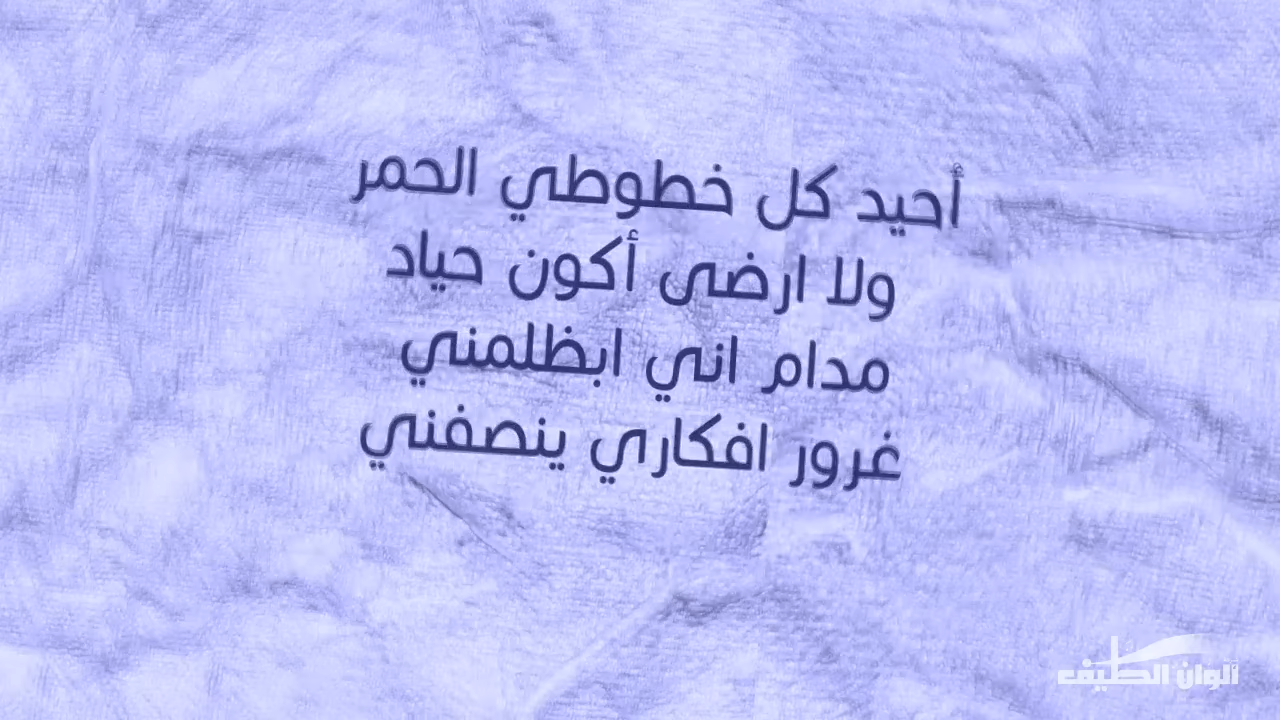 أحيد كل خطوطي الحمر
ولا ارضى أكون حياد
مدام اني ابظلمني
غرور افكاري ينصفني
ألوان الطيف